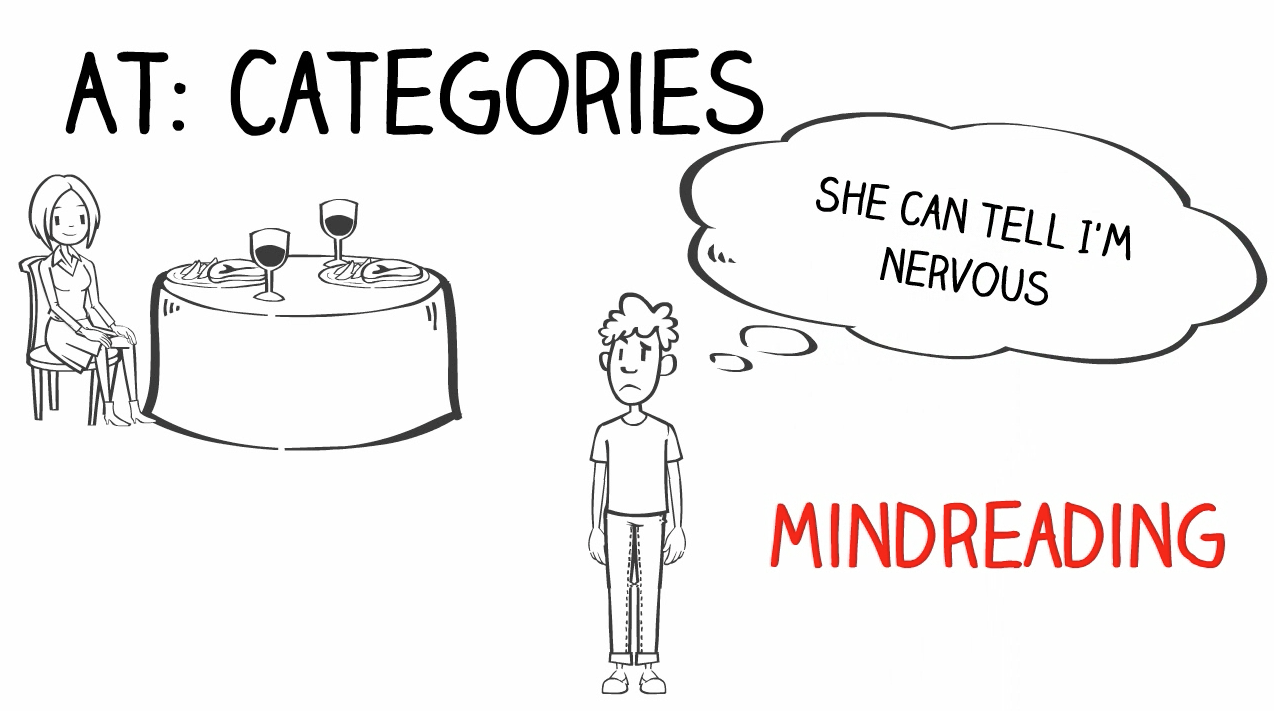 AT: CATEGORIES
SHE CAN TELL I'M
NERVOUS
MINDREADING